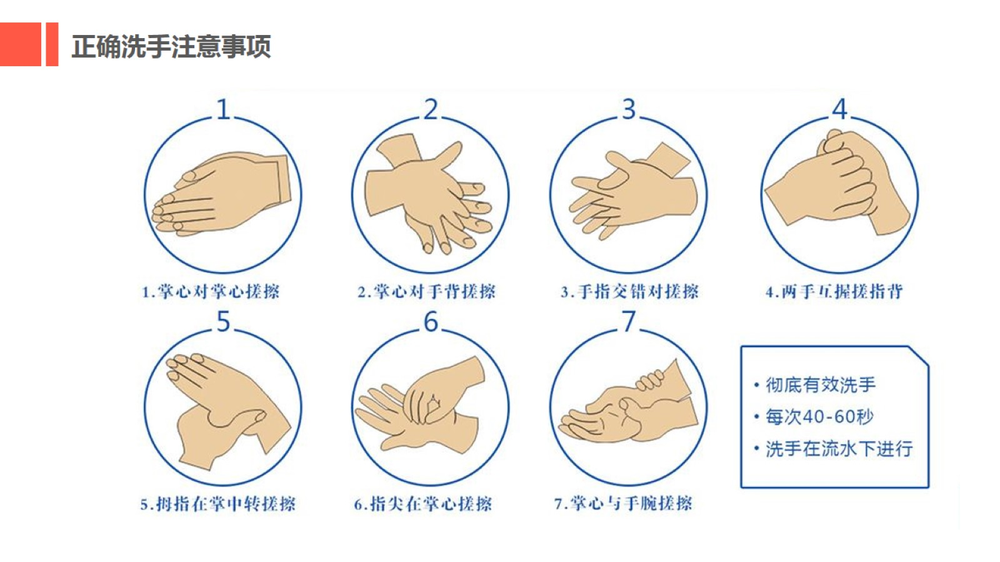 正确洗手注意事项
1
2
3
4
1.掌心对掌心搓擦
2.掌心对手背搓擦
3.手指交错对搓擦
4.两手互握搓指背
5
6
7
5.拇指在掌中转搓擦
6.指尖在掌心搓擦
7.掌心与手腕搓擦
·彻底有效洗手
·每次40-60秒
·洗手在流水下进行